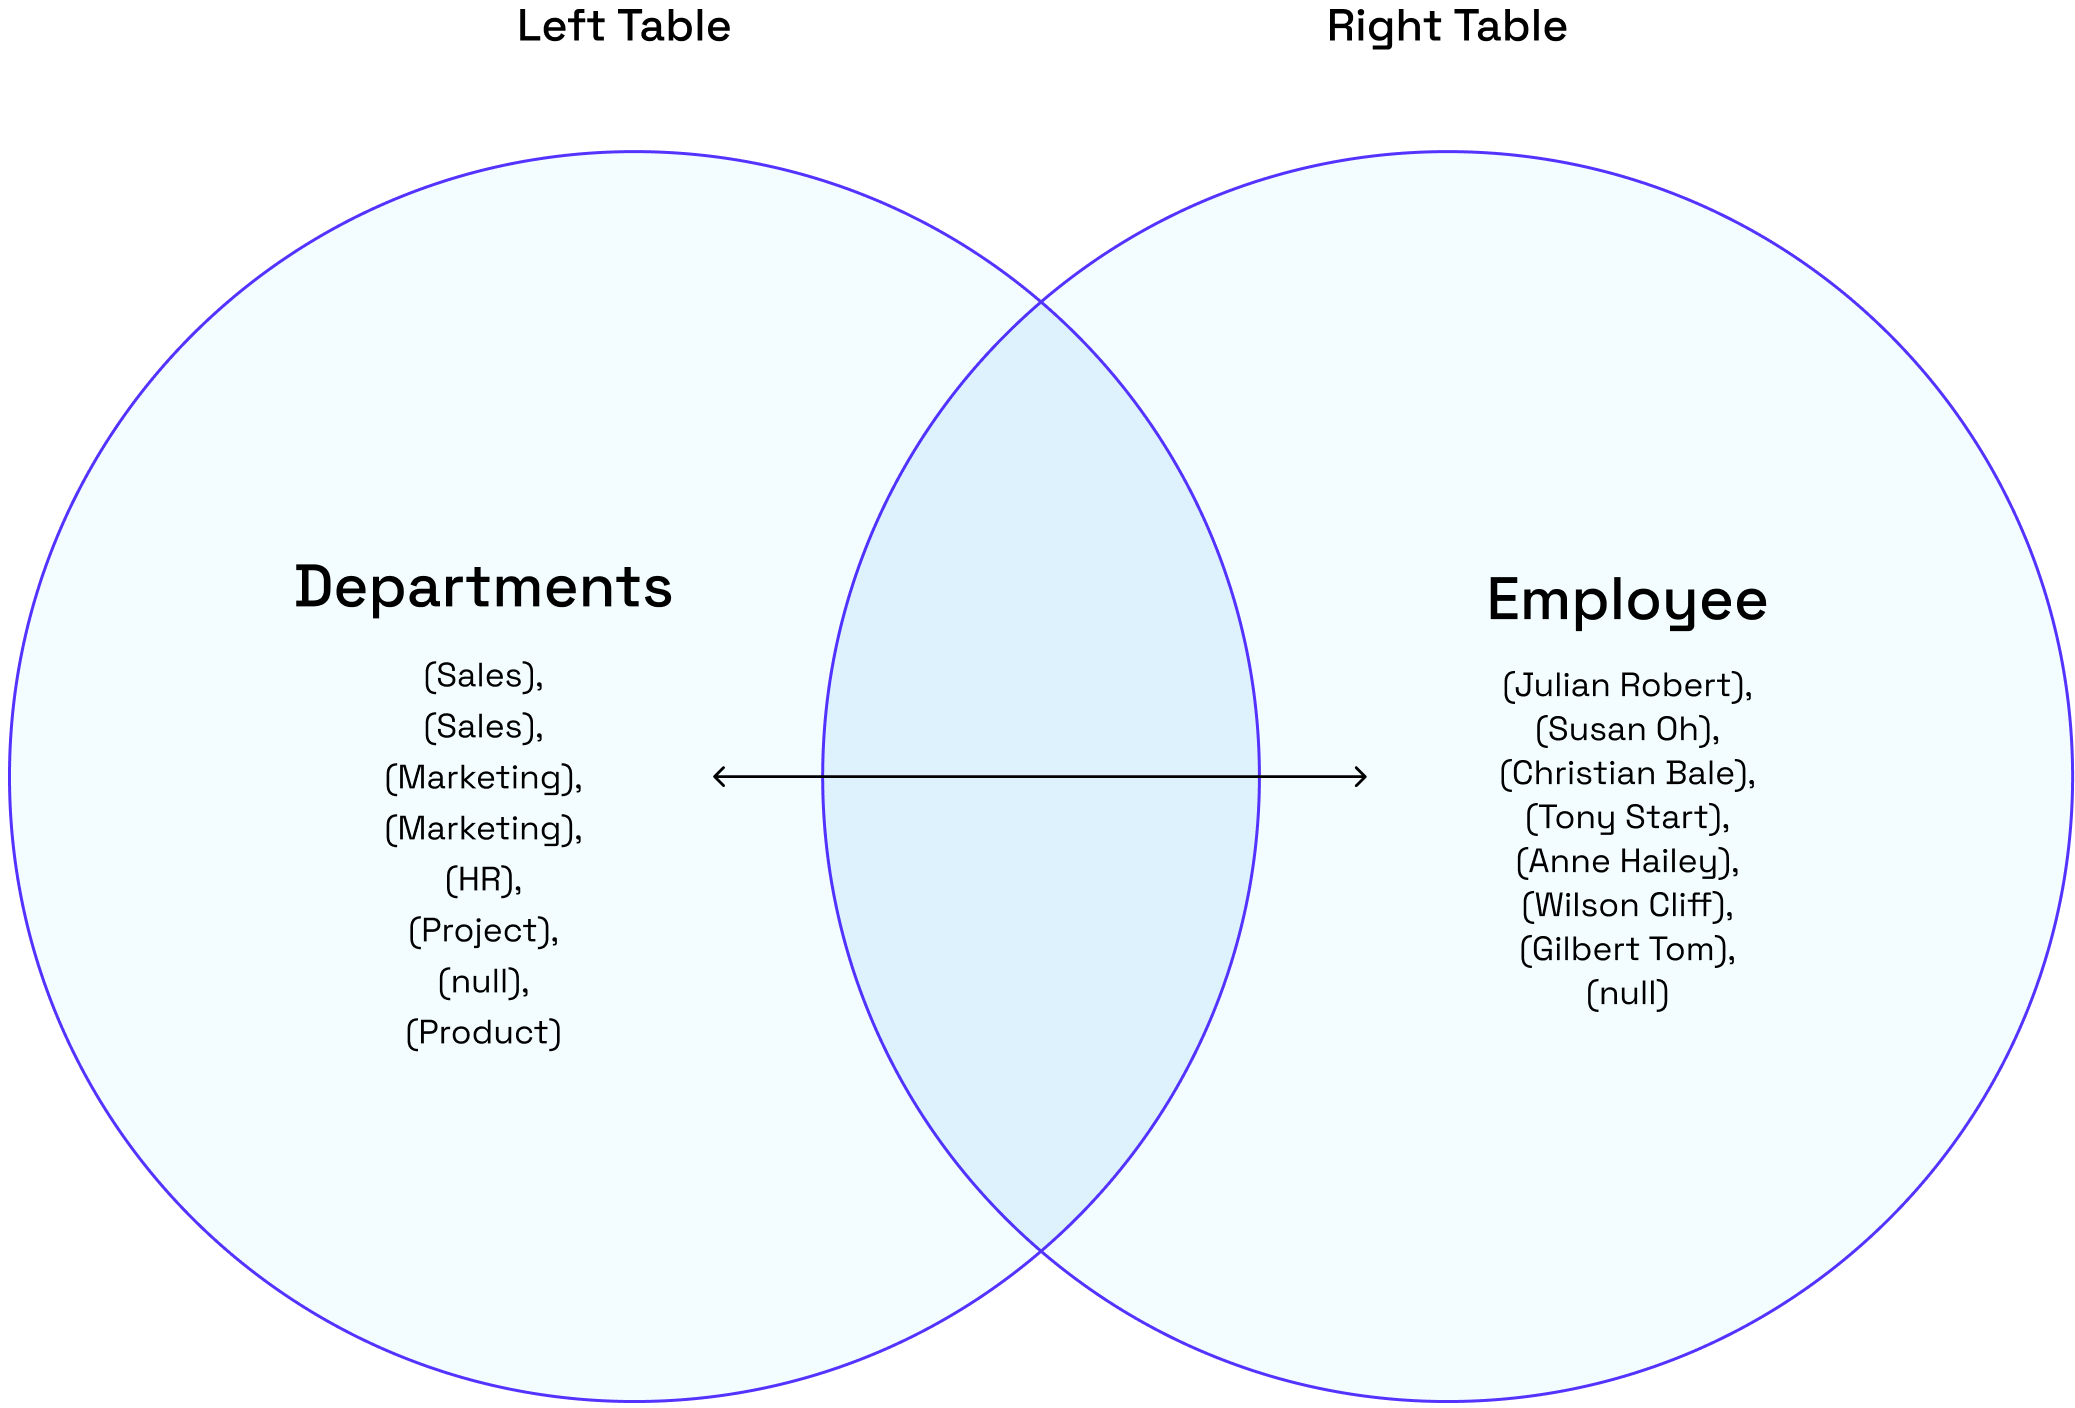 Left Table
Right Table
Departments
(Sales),
(Sales),
(Marketing),
(Marketing),
(HR),
(Project),
(null),
(Product)
Employee
(Julian Robert),
(Susan Oh),
(Christian Bale),
(Tony Start),
(Anne Hailey),
(Wilson Cliff),
(Gilbert Tom),
(null)